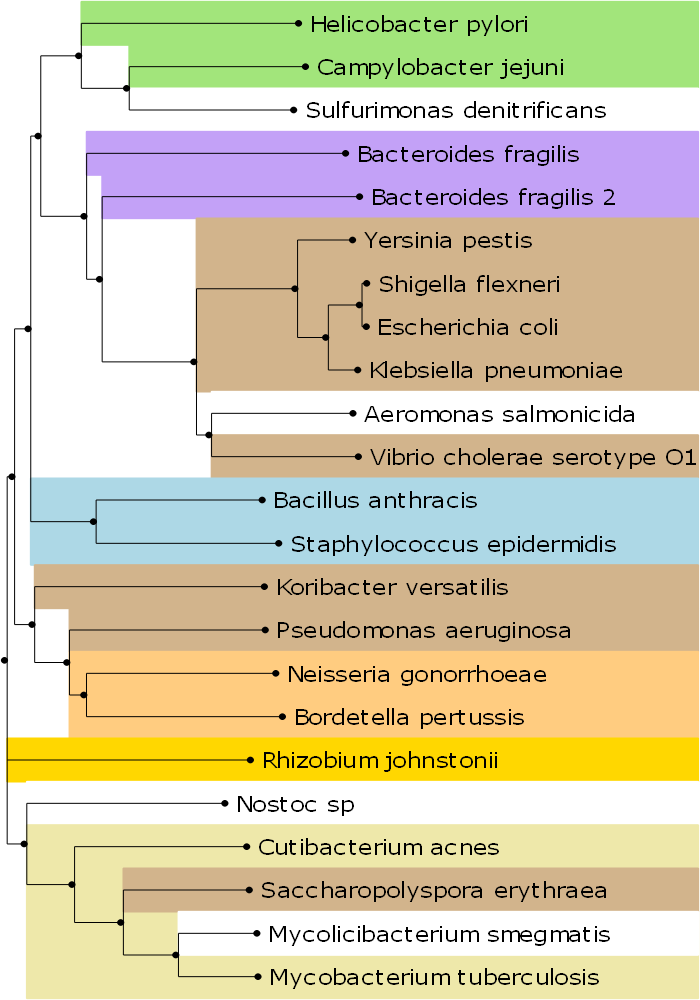 Helicobacter pylori
Campylobacter jejuni
Sulfurimonas denitrificans
Bacteroides fragilis
Bacteroides fragilis 2
Yersinia pestis
Shigella flexneri
Escherichia coli
Klebsiella pneumoniae
Aeromonas salmonicida
Vibrio cholerae serotype O1
Bacillus anthracis
Staphylococcus epidermidis
Koribacter versatilis
Pseudomonas aeruginosa
Neisseria gonorrhoeae
Bordetella pertussis
Rhizobium johnstonii
Nostoc sp
Cutibacterium acnes
Saccharopolyspora erythraea
Mycolicibacterium smegmatis
Mycobacterium tuberculosis